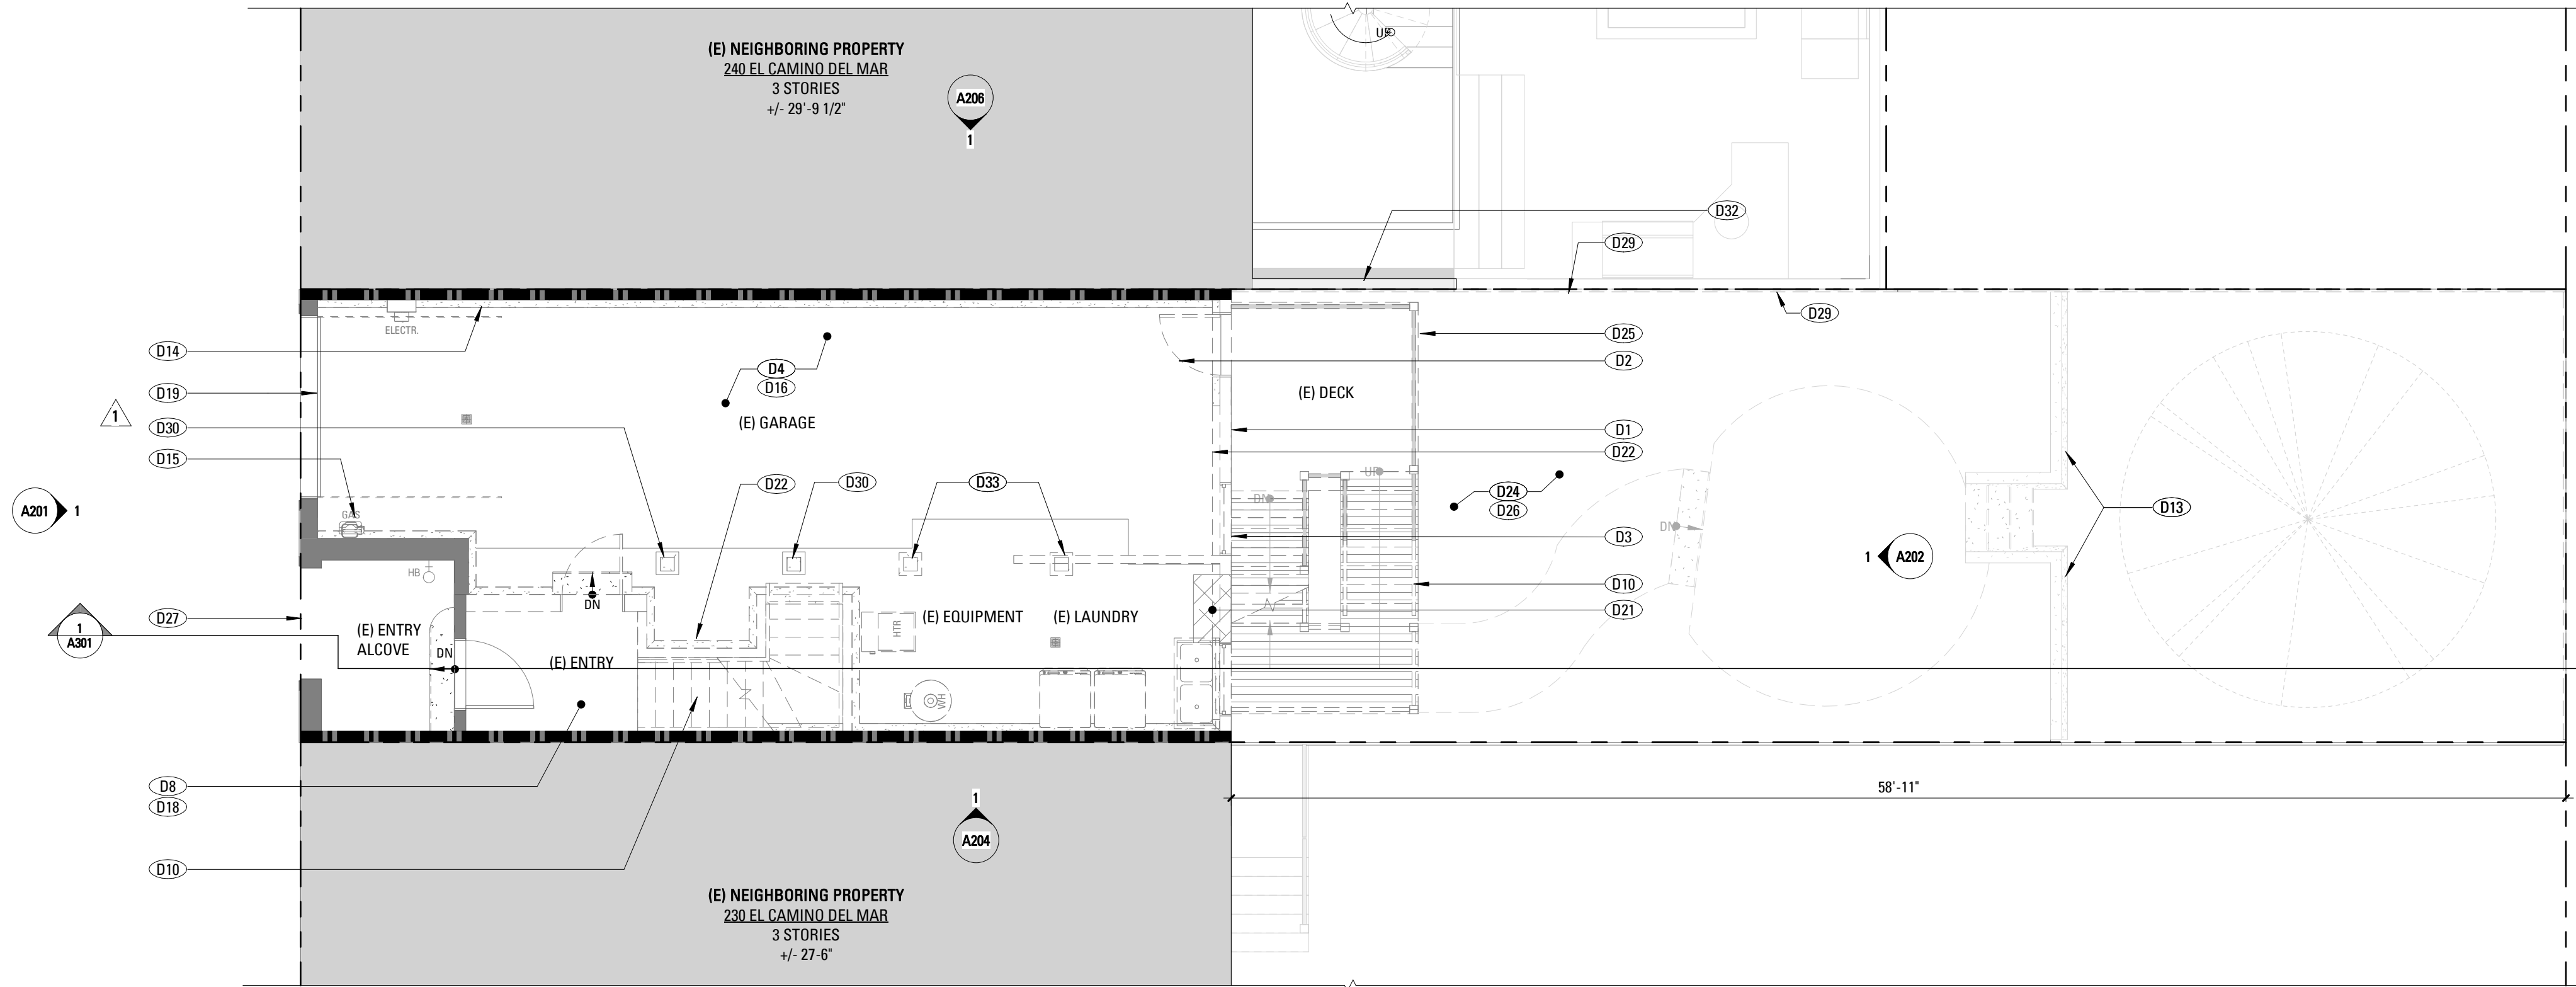 (E) NEIGHBORING PROPERTY
240 EL CAMINO DEL MAR
3 STORIES
+/- 29'-9 1/2"
A206
1
UP
D32
D29
D29
ELECTR.
D14
D4
D16
D25
D2
D19
1
(E) GARAGE
(E) DECK
D30
D1
D15
D22
D22
D30
D33
UP
DN
D24
D26
A201
1
GAS
D13
DN
D3
1
A202
HB
D10
DN
D21
D27
1
A301
(E) ENTRY
ALCOVE
DN
(E) ENTRY
HTR
(E) EQUIPMENT
(E) LAUNDRY
WH
D8
D18
58'-11"
1
A204
D10
(E) NEIGHBORING PROPERTY
230 EL CAMINO DEL MAR
3 STORIES
+/- 27-6"